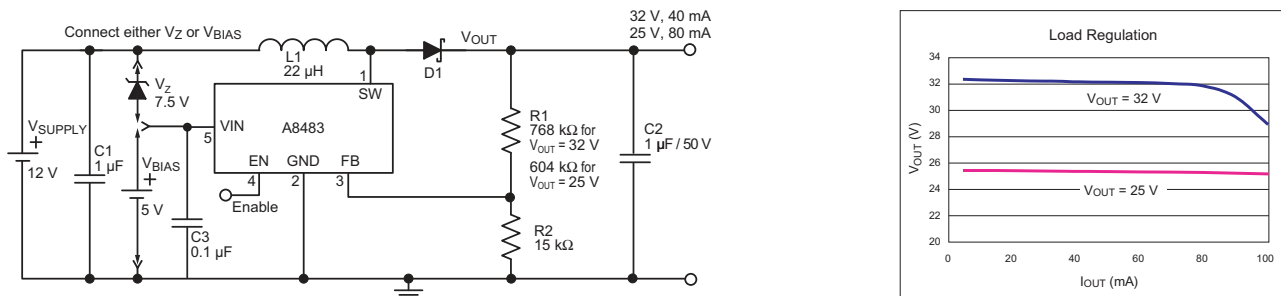 Connect either VZ or VBIAS
32 V, 40 mA
25 V, 80 mA
VOUT
L1
22 µH
D1
1
SW
VZ
7.5 V
VIN
5
A8483
EN
GND
FB
4
2
3
Enable
VSUPPLY
+
12 V
C1
1 µF
VBIAS
+
5 V
C3
0.1 µF
R1
768 kΩ for
VOUT = 32 V
604 kΩ for
VOUT = 25 V
C2
1 µF / 50 V
R2
15 kΩ
Load Regulation
34
32
30
28
26
24
22
20
VOUT (V)
VOUT = 32 V
VOUT = 25 V
0
20
40
60
80
100
IOUT (mA)